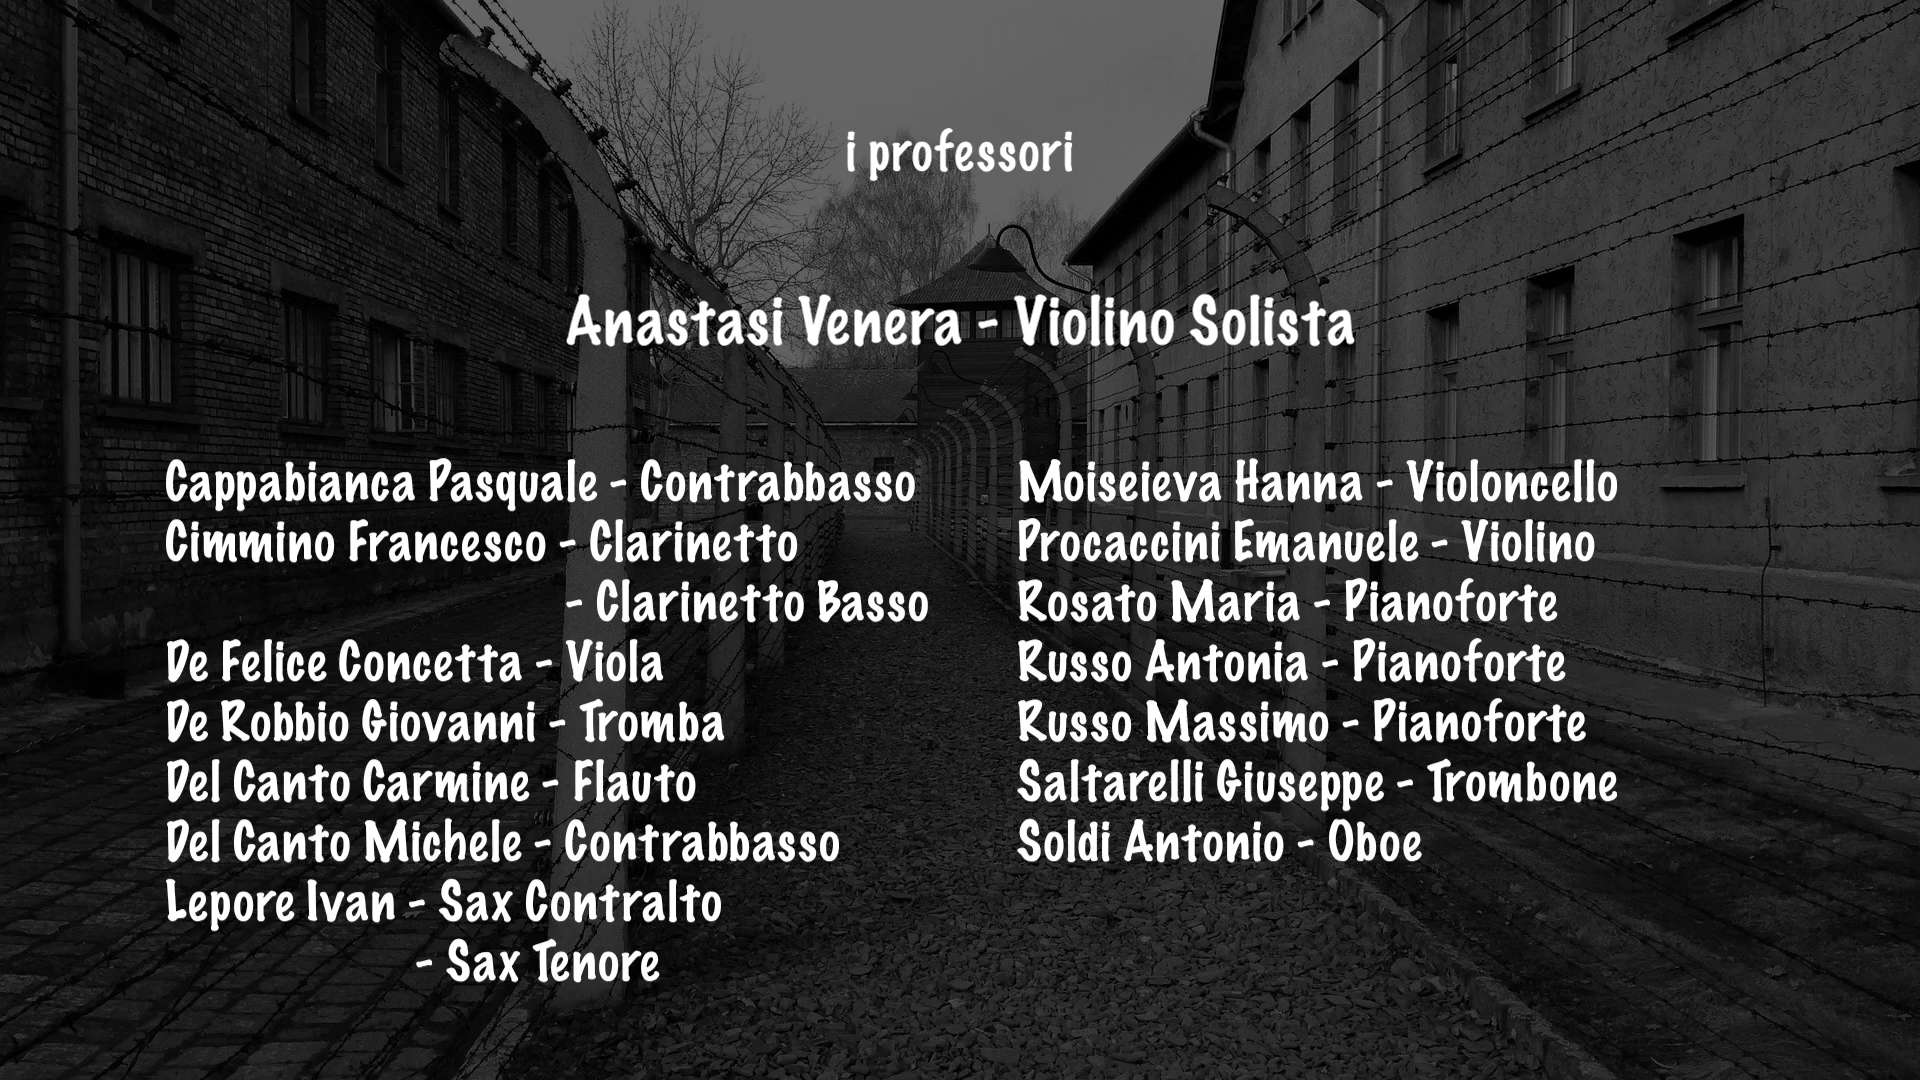 i professori
Anastasi Venera - Violino Solista
Cappabianca Pasquale - Contrabbasso
Cimmino Francesco - Clarinetto
- Clarinetto Basso
De Felice Concetta - Viola
De Robbio Giovanni - Tromba
Del Canto Carmine - Flauto
Del Canto Michele - Contrabbasso
Lepore Ivan - Sax Contralto
- Sax Tenore
Moiseieva Hanna - Violoncello
Procaccini Emanuele - Violino
Rosato Maria - Pianoforte
Russo Antonia - Pianoforte
Russo Massimo - Pianoforte
Saltarelli Giuseppe - Trombone
Soldi Antonio - Oboe